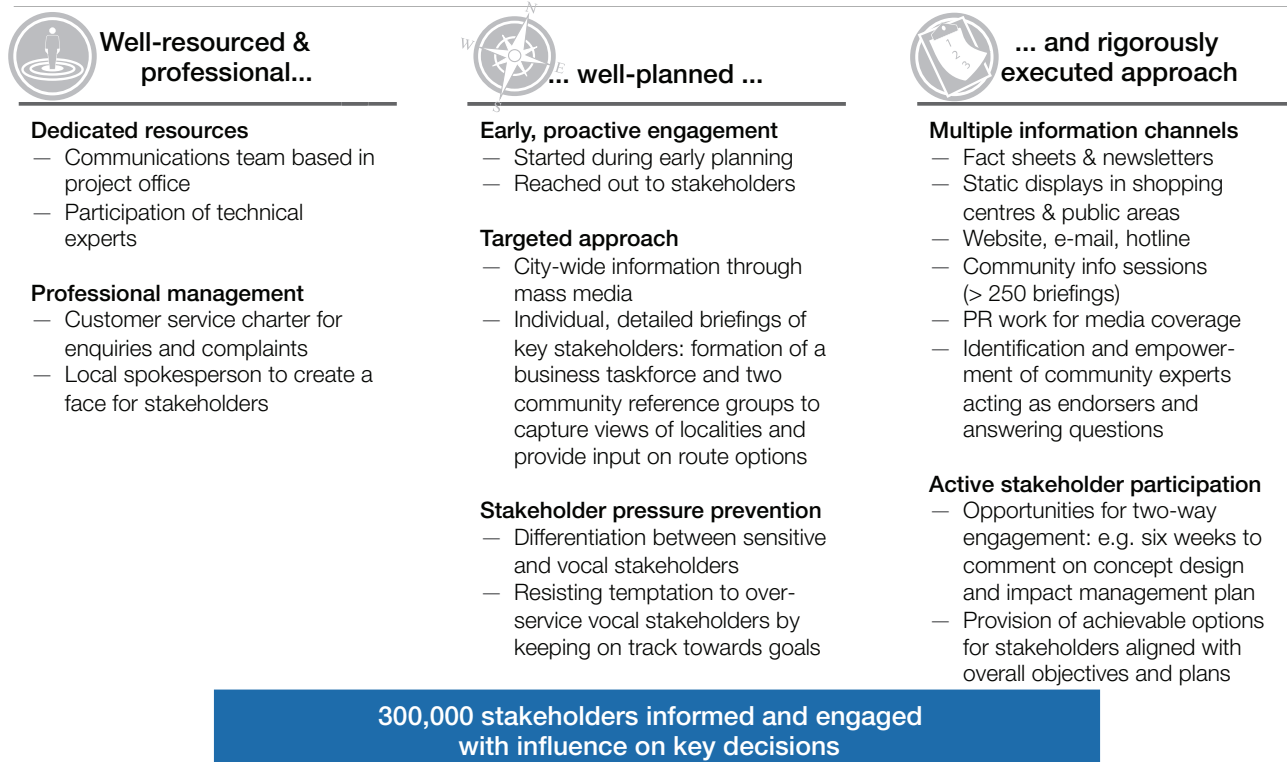 Well-resourced &
professional...
Dedicated resources
— Communications team based in
project office
— Participation of technical
experts
Professional management
— Customer service charter for
enquiries and complaints
— Local spokesperson to create a
face for stakeholders
N
W
E
S
... well-planned ...
Early, proactive engagement
— Started during early planning
— Reached out to stakeholders
Targeted approach
— City-wide information through
mass media
— Individual, detailed briefings of
key stakeholders: formation of a
business taskforce and two
community reference groups to
capture views of localities and
provide input on route options
Stakeholder pressure prevention
— Differentiation between sensitive
and vocal stakeholders
— Resisting temptation to over-
service vocal stakeholders by
keeping on track towards goals
1
2
3
... and rigorously
executed approach
Multiple information channels
— Fact sheets & newsletters
— Static displays in shopping
centres & public areas
— Website, e-mail, hotline
— Community info sessions
(> 250 briefings)
— PR work for media coverage
— Identification and empower-
ment of community experts
acting as endorsers and
answering questions
Active stakeholder participation
— Opportunities for two-way
engagement: e.g. six weeks to
comment on concept design
and impact management plan
— Provision of achievable options
for stakeholders aligned with
overall objectives and plans
300,000 stakeholders informed and engaged
with influence on key decisions